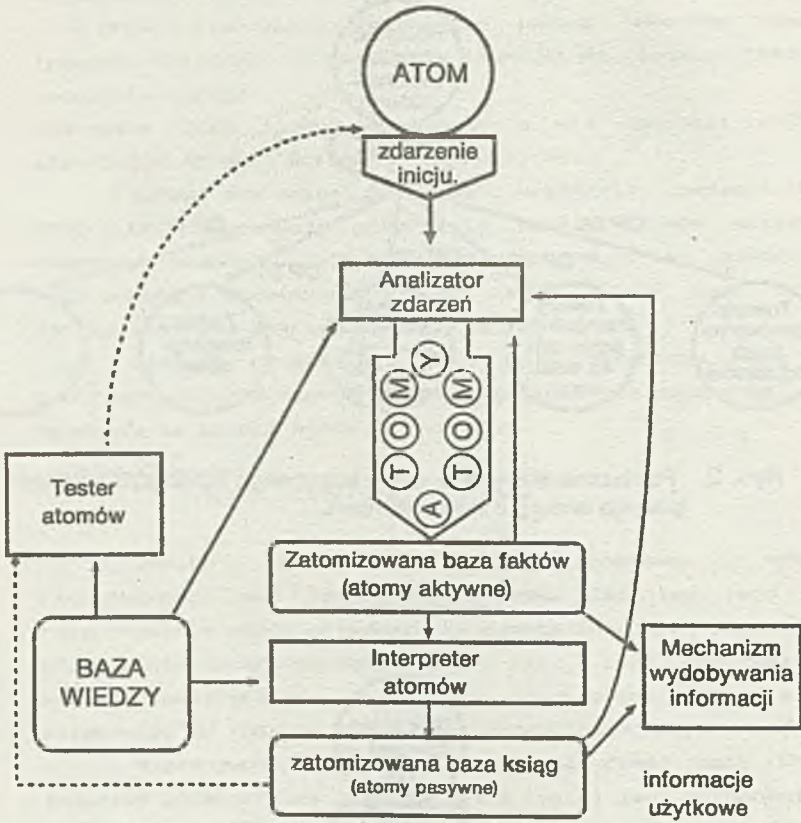 ATOM
zdarzenie
inicju.
Analizator
zdarzeń
Y
M M
O O
T T
A
Tester
atomów
Zatomizowana baza faktów
(atomy aktywne)
BAZA
WIEDZY
Interpreter
atomów
Mechanizm
wydobywania
informacji
zatomizowana baza ksiąg
(atomy pasywne)
informacje
użytkowe